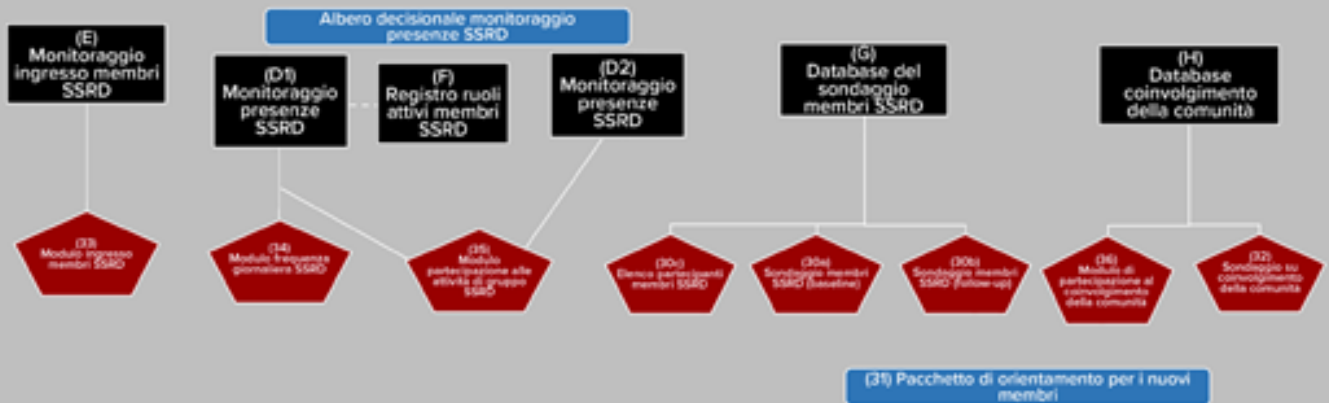 Albero decisionale monitoraggio
presenze SSRD
(E)
Monitoraggio
ingresso membri
SSRD
(D1)
Monitoraggio
presenze
SSRD
(F)
Registro ruoli
attivi membri
SSRD
(D2)
Monitoraggio
presenze
SSRD
(G)
Database del
sondaggio
membri SSRD
(H)
Database
coinvolgimento
della comunità
(33)
Modulo ingresso
membri SSRD
(34)
Modulo frequenza
giornaliera SSRD
(35)
Modulo
partecipazione alle
attività di gruppo
SSRD
(30c)
Elenco partecipanti
membri SSRD
(30a)
Sondaggio membri
SSRD (baseline)
(30b)
Sondaggio membri
SSRD (follow-up)
(36)
Modulo di
partecipazione al
coinvolgimento
della comunità
(32)
Sondaggio su
coinvolgimento
della comunità
(31) Pacchetto di orientamento per i nuovi
membri